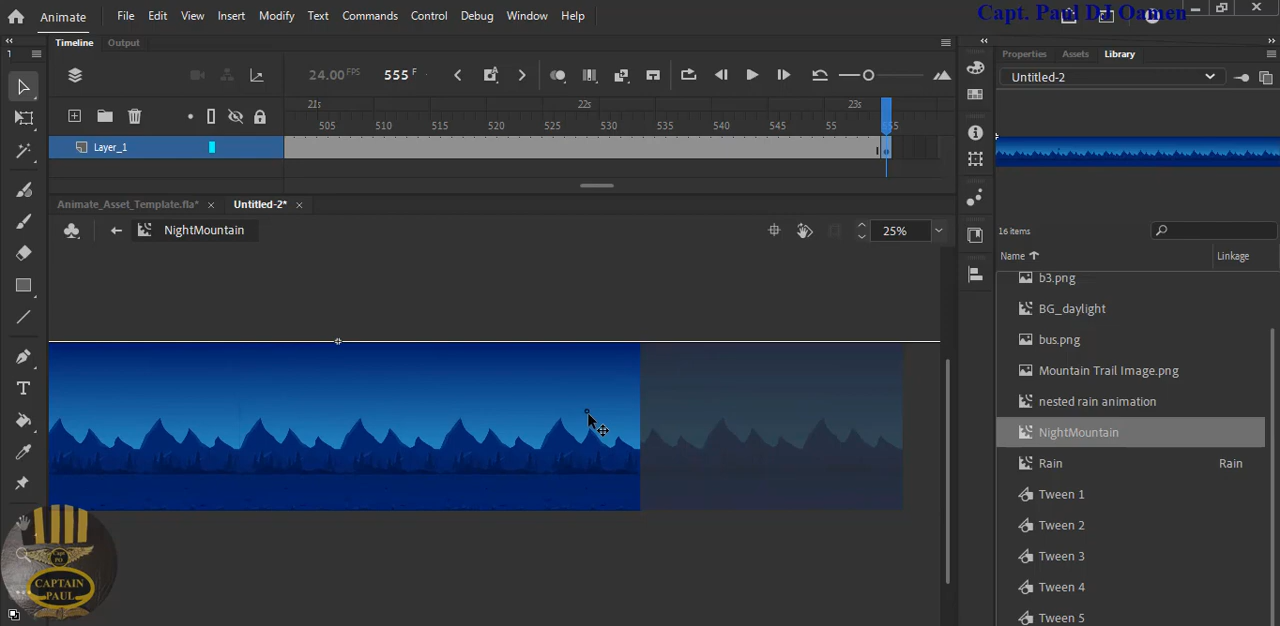 Animate File Edit View Insert Modify Text Commands Control Debug Window Help
Capt. Paul DJ Oamen
Timeline Output
Properties Assets Library
1
24.00 FPS 555 F
Untitled-2
21s 22s 23s
505 510 515 520 525 530 535 540 545 55 555
Layer_1
Animate_Asset_Template.fla* Untitled-2*
NightMountain 25%
16 items
Name Linkage
b3.png
BG_daylight
bus.png
Mountain Trail Image.png
nested rain animation
NightMountain
Rain Rain
Tween 1
Tween 2
Tween 3
Tween 4
Tween 5
CAPTAIN
PAUL